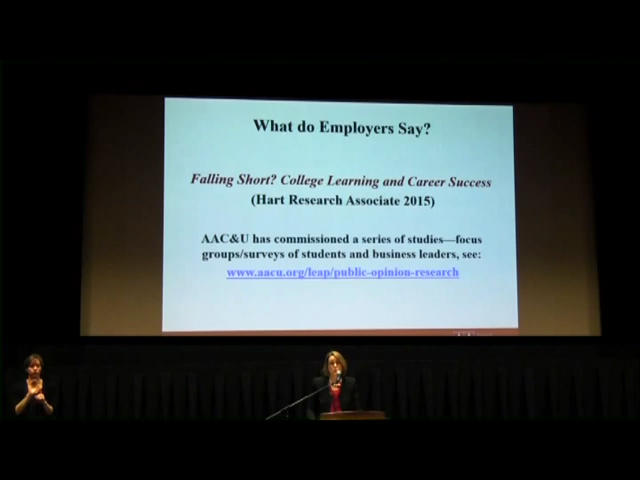 What do Employers Say?
Falling Short? College Learning and Career Success
(Hart Research Associate 2015)
AAC&U has commissioned a series of studies—focus
groups/surveys of students and business leaders, see:
www.aacu.org/leap/public-opinion-research